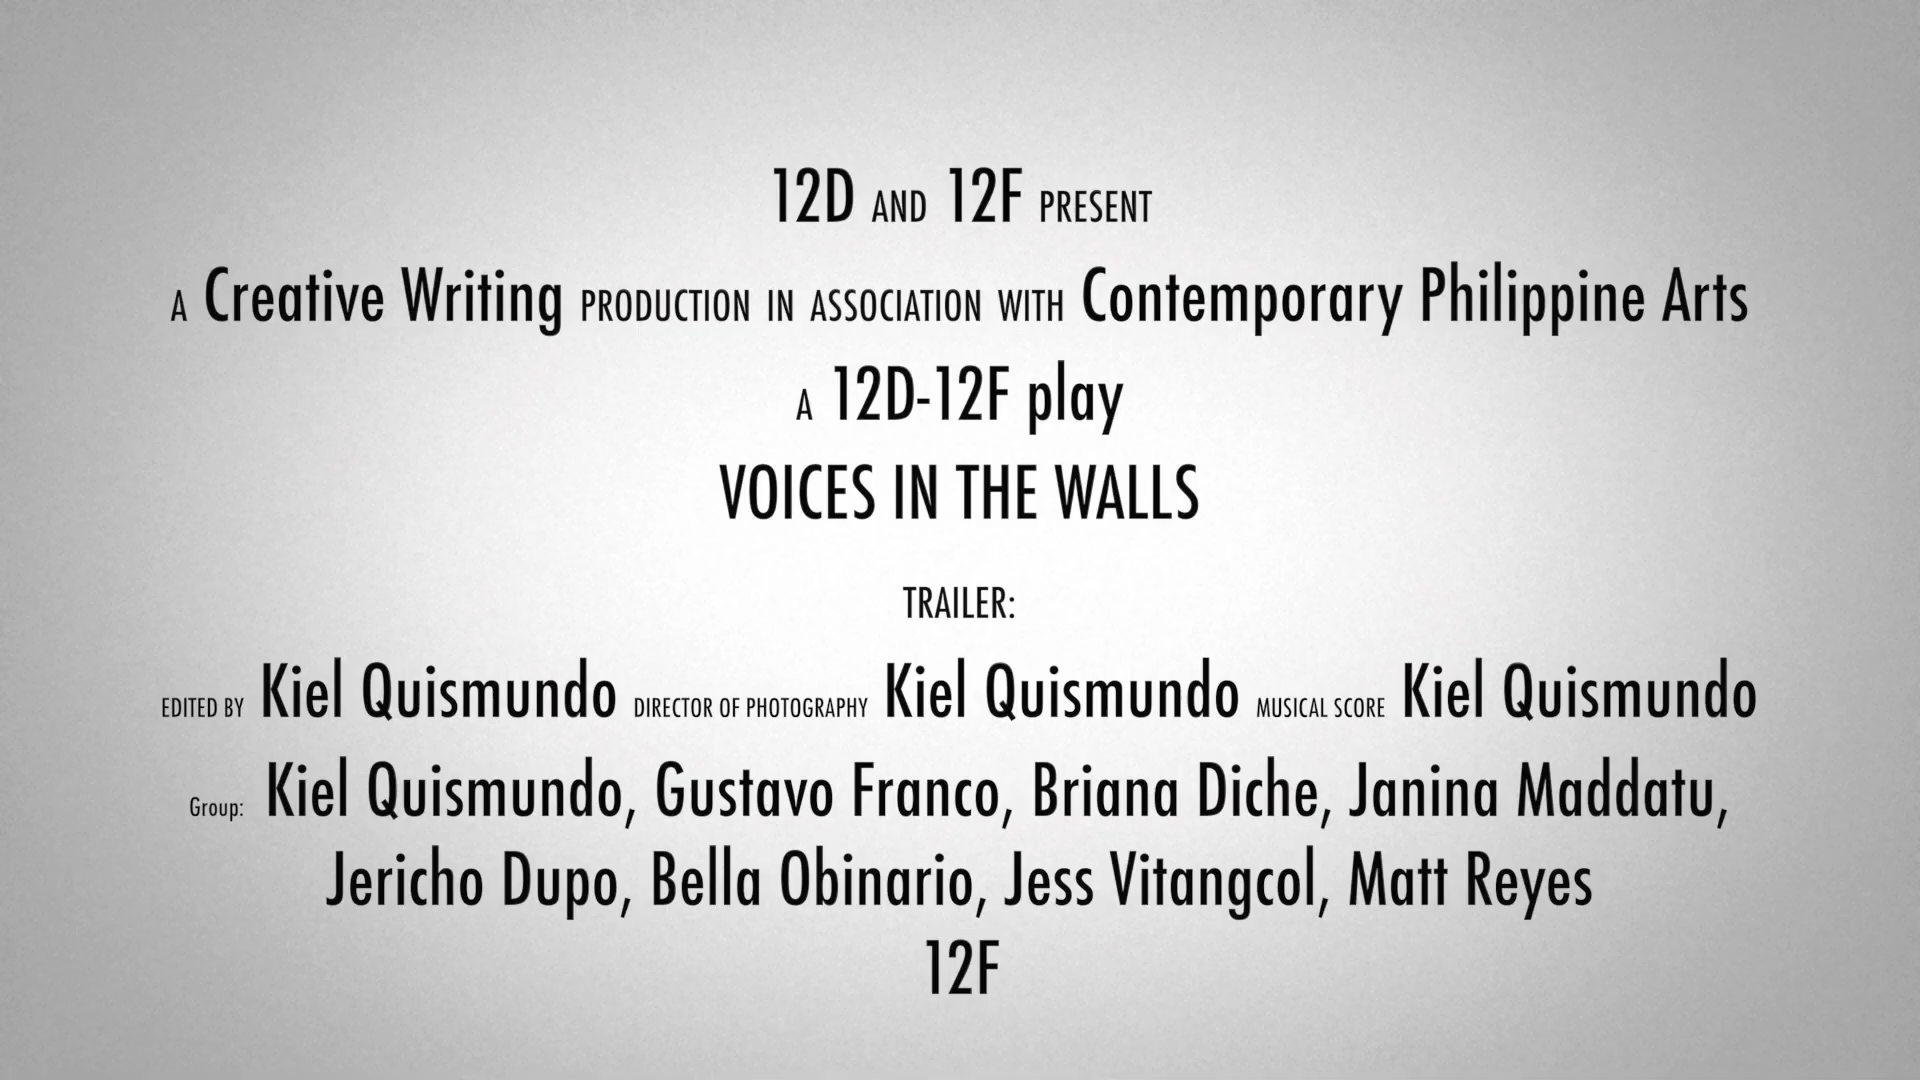 12D AND 12F PRESENT
A Creative Writing PRODUCTION IN ASSOCIATION WITH Contemporary Philippine Arts
A 12D-12F play
VOICES IN THE WALLS
TRAILER:
EDITED BY Kiel Quismundo DIRECTOR OF PHOTOGRAPHY Kiel Quismundo MUSICAL SCORE Kiel Quismundo
Group: Kiel Quismundo, Gustavo Franco, Briana Diche, Janina Maddatu,
Jericho Dupo, Bella Obinario, Jess Vitangcol, Matt Reyes
12F